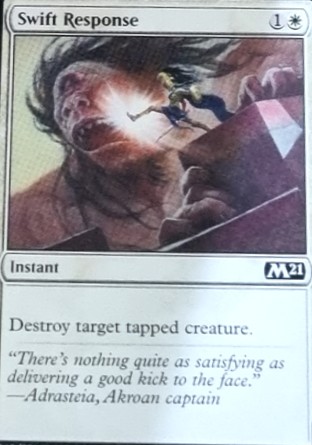 Swift Response 1
Instant M21
Destroy target tapped creature.
"There's nothing quite as satisfying as
delivering a good kick to the face."
—Adrasteia, Akroan captain